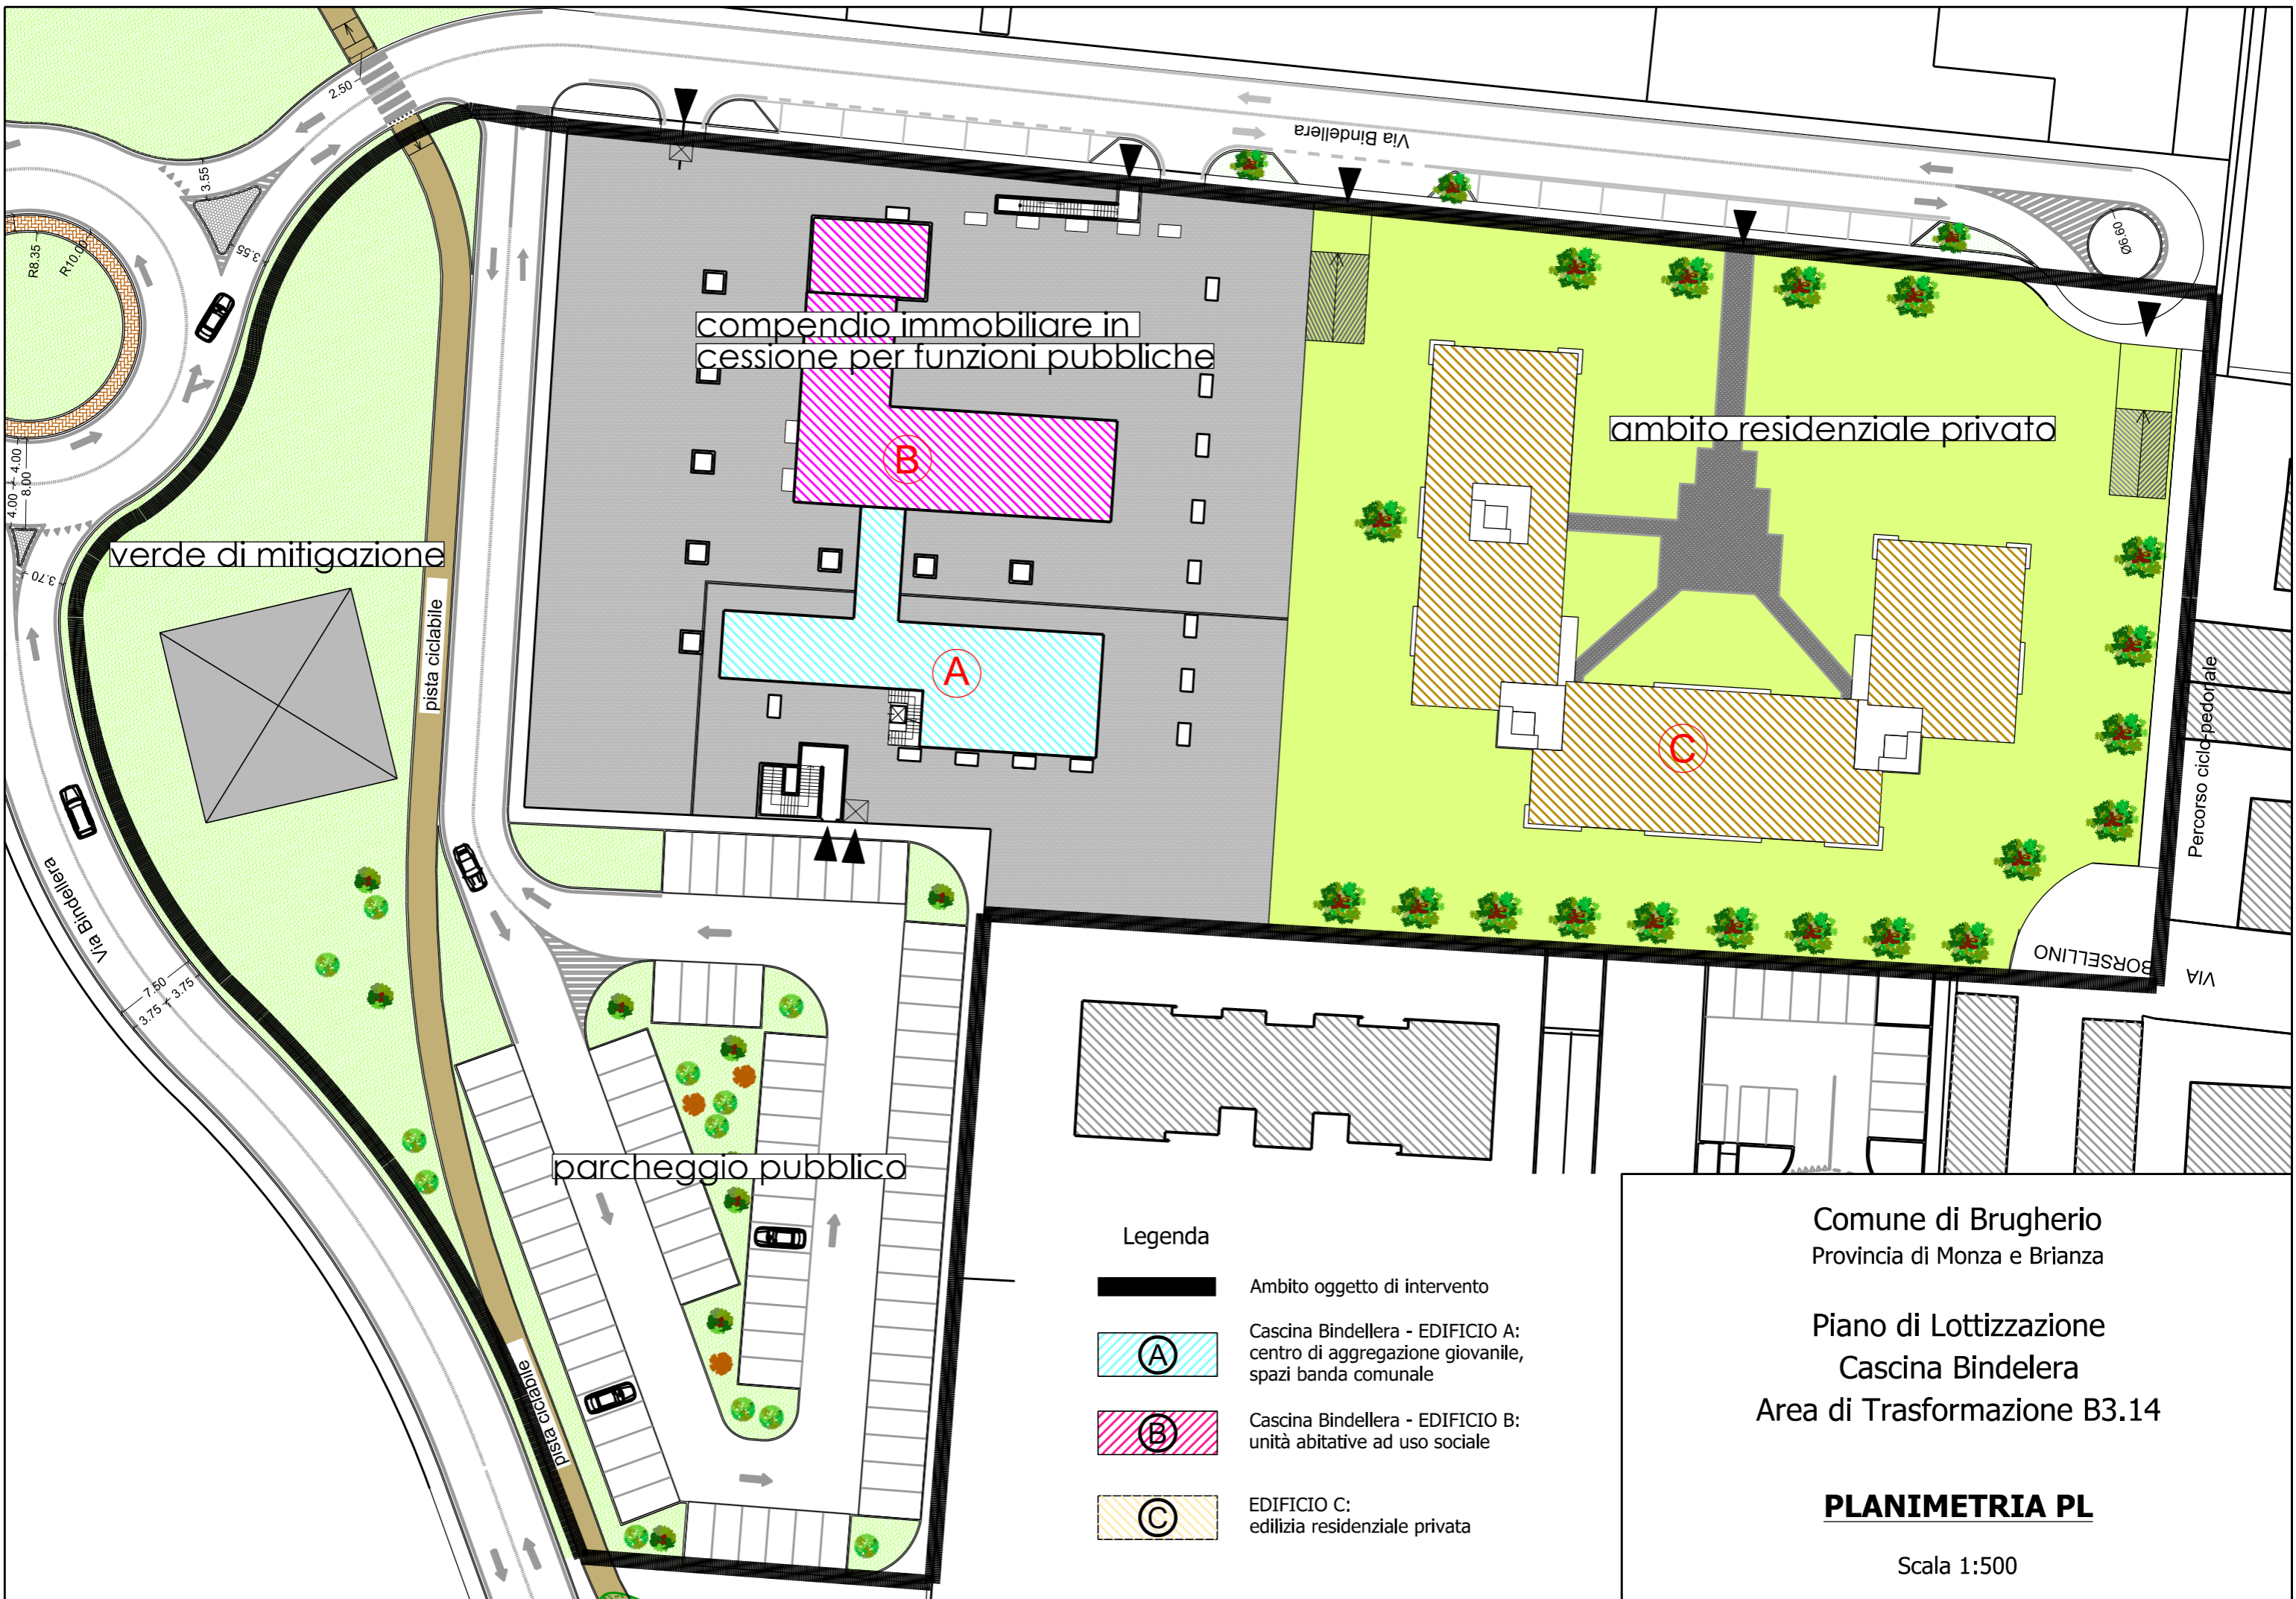 2.50
Via Bindellera
3.55
3.55
R8.35
R10.00
Ø6.60
compendio immobiliare in
cessione per funzioni pubbliche
ambito residenziale privato
B
4.00
4.00
8.00
verde di mitigazione
3.70
pista ciclabile
A
C
Percorso ciclo-pedonale
Via Bindellera
VIA
BORSELLINO
7.50
3.75
3.75
parcheggio pubblico
pista ciclabile
Legenda
Ambito oggetto di intervento
A
Cascina Bindellera - EDIFICIO A:
centro di aggregazione giovanile,
spazi banda comunale
B
Cascina Bindellera - EDIFICIO B:
unità abitative ad uso sociale
C
EDIFICIO C:
edilizia residenziale privata
Comune di Brugherio
Provincia di Monza e Brianza
Piano di Lottizzazione
Cascina Bindelera
Area di Trasformazione B3.14
PLANIMETRIA PL
Scala 1:500